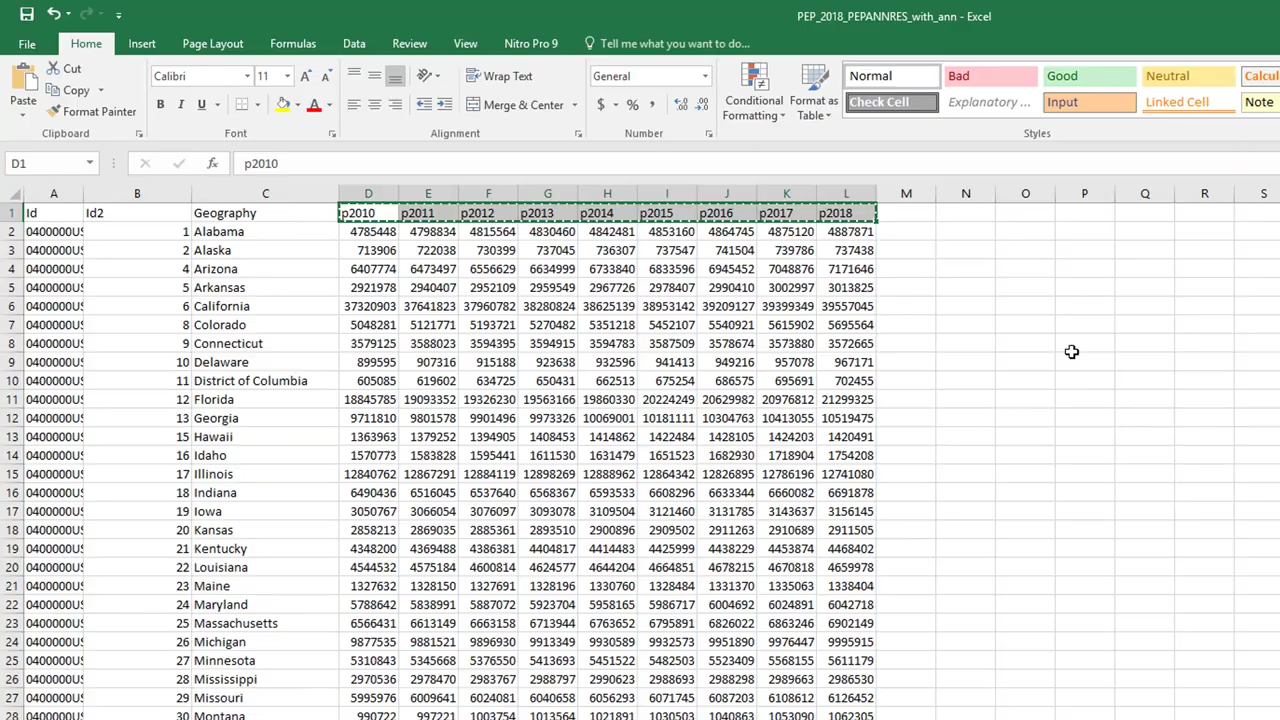 PEP_2018_PEPANNRES_with_ann - Excel
File Home Insert Page Layout Formulas Data Review View Nitro Pro 9 Tell me what you want to do...
Paste
Cut
Copy
Format Painter
Clipboard
Calibri 11
B I U
Font
Wrap Text
Merge & Center
Alignment
General
$ % ,
Number
Conditional Formatting
Format as Table
Normal Bad Good Neutral Calcul
Check Cell Explanatory ... Input Linked Cell Note
Styles
D1 fx p2010
A B C D E F G H I J K L M N O P Q R S
1 Id Id2 Geography p2010 p2011 p2012 p2013 p2014 p2015 p2016 p2017 p2018
2 0400000US 1 Alabama 4785448 4798834 4815564 4830460 4842481 4853160 4864745 4875120 4887871
3 0400000US 2 Alaska 713906 722038 730399 737045 736307 737547 741504 739786 737438
4 0400000US 4 Arizona 6407774 6473497 6556629 6634999 6733840 6833596 6945452 7048876 7171646
5 0400000US 5 Arkansas 2921978 2940407 2952109 2959549 2967726 2978407 2990410 3002997 3013825
6 0400000US 6 California 37320903 37641823 37960782 38280824 38625139 38953142 39209127 39399349 39557045
7 0400000US 8 Colorado 5048281 5121771 5193721 5270482 5351218 5452107 5540921 5615902 5695564
8 0400000US 9 Connecticut 3579125 3588023 3594395 3594915 3594783 3587509 3578674 3573880 3572665
9 0400000US 10 Delaware 899595 907316 915188 923638 932596 941413 949216 957078 967171
10 0400000US 11 District of Columbia 605085 619602 634725 650431 662513 675254 686575 695691 702455
11 0400000US 12 Florida 18845785 19093352 19326230 19563166 19860330 20224249 20629982 20976812 21299325
12 0400000US 13 Georgia 9711810 9801578 9901496 9973326 10069001 10181111 10304763 10413055 10519475
13 0400000US 15 Hawaii 1363963 1379252 1394905 1408453 1414862 1422484 1428105 1424203 1420491
14 0400000US 16 Idaho 1570773 1583828 1595441 1611530 1631479 1651523 1682930 1718904 1754208
15 0400000US 17 Illinois 12840762 12867291 12884119 12898269 12888962 12864342 12826895 12786196 12741080
16 0400000US 18 Indiana 6490436 6516045 6537640 6568367 6593533 6608296 6633344 6660082 6691878
17 0400000US 19 Iowa 3050767 3066054 3076097 3093078 3109504 3121460 3131785 3143637 3156145
18 0400000US 20 Kansas 2858213 2869035 2885361 2893510 2900896 2909502 2911263 2910689 2911505
19 0400000US 21 Kentucky 4348200 4369488 4386381 4404817 4414483 4425999 4438229 4453874 4468402
20 0400000US 22 Louisiana 4544532 4575184 4600814 4624577 4644204 4664851 4678215 4670818 4659978
21 0400000US 23 Maine 1327632 1328150 1327691 1328196 1330760 1328484 1331370 1335063 1338404
22 0400000US 24 Maryland 5788642 5838991 5887072 5923704 5958165 5986717 6004692 6024891 6042718
23 0400000US 25 Massachusetts 6566431 6613149 6663158 6713944 6763652 6795891 6826022 6863246 6902149
24 0400000US 26 Michigan 9877535 9881521 9896930 9913349 9930589 9932573 9951890 9976447 9995915
25 0400000US 27 Minnesota 5310843 5345668 5376550 5413693 5451522 5482503 5523409 5568155 5611179
26 0400000US 28 Mississippi 2970536 2978470 2983767 2988797 2990623 2988693 2988298 2989663 2986530
27 0400000US 29 Missouri 5995976 6009641 6024081 6040658 6056293 6071745 6087203 6108612 6126452
28 0400000US 30 Montana 990722 997221 1003754 1013564 1021891 1030503 1040863 1053090 1062305